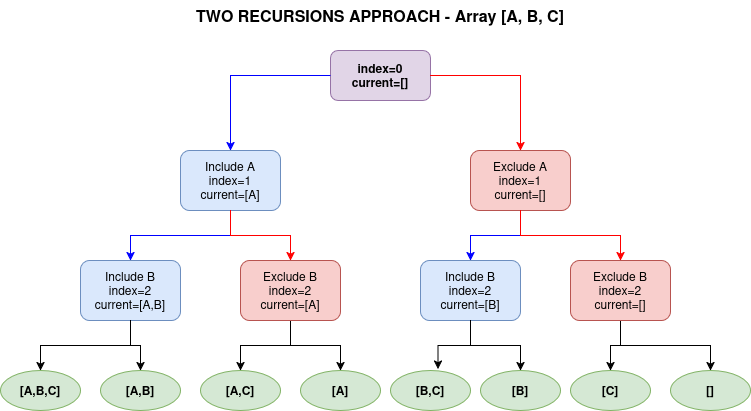 TWO RECURSIONS APPROACH - Array [A, B, C]
index=0
current=[]
Include A
index=1
current=[A]
Exclude A
index=1
current=[]
Include B
index=2
current=[A,B]
Exclude B
index=2
current=[A]
Include B
index=2
current=[B]
Exclude B
index=2
current=[]
[A,B,C]
[A,B]
[A,C]
[A]
[B,C]
[B]
[C]
[]